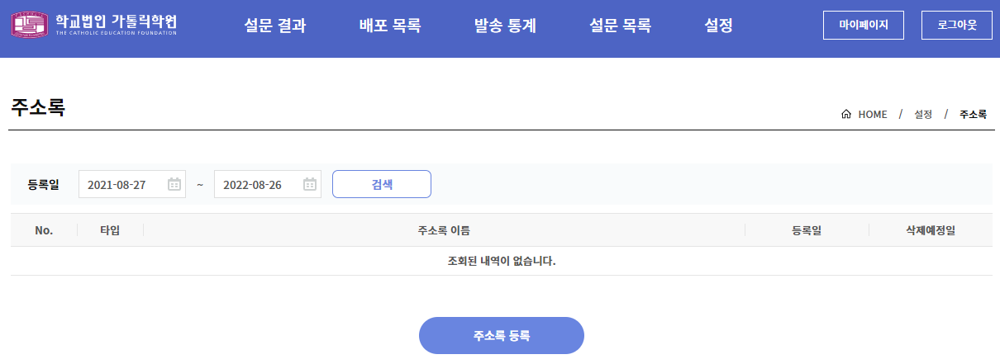 학교법인 가톨릭학원
THE CATHOLIC EDUCATION FOUNDATION
설문 결과 배포 목록 발송 통계 설문 목록 설정 마이페이지 로그아웃
주소록
HOME / 설정 / 주소록
등록일 2021-08-27 ~ 2022-08-26 검색
No. 타입 주소록 이름 등록일 삭제예정일
조회된 내역이 없습니다.
주소록 등록